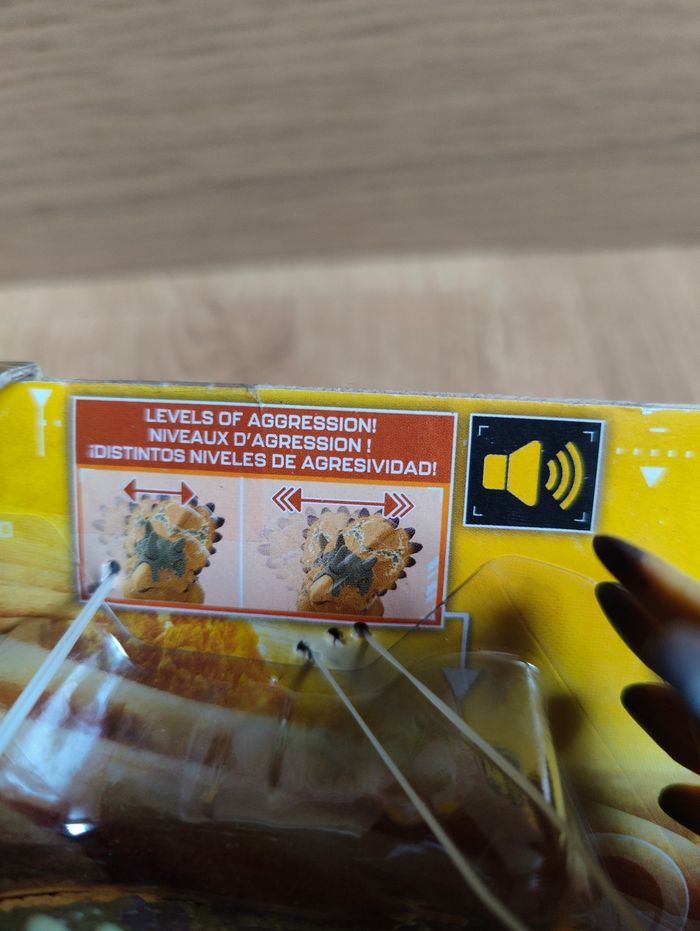 LEVELS OF AGGRESSION!
NIVEAUX D'AGRESSION !
¡DISTINTOS NIVELES DE AGRESIVIDAD!